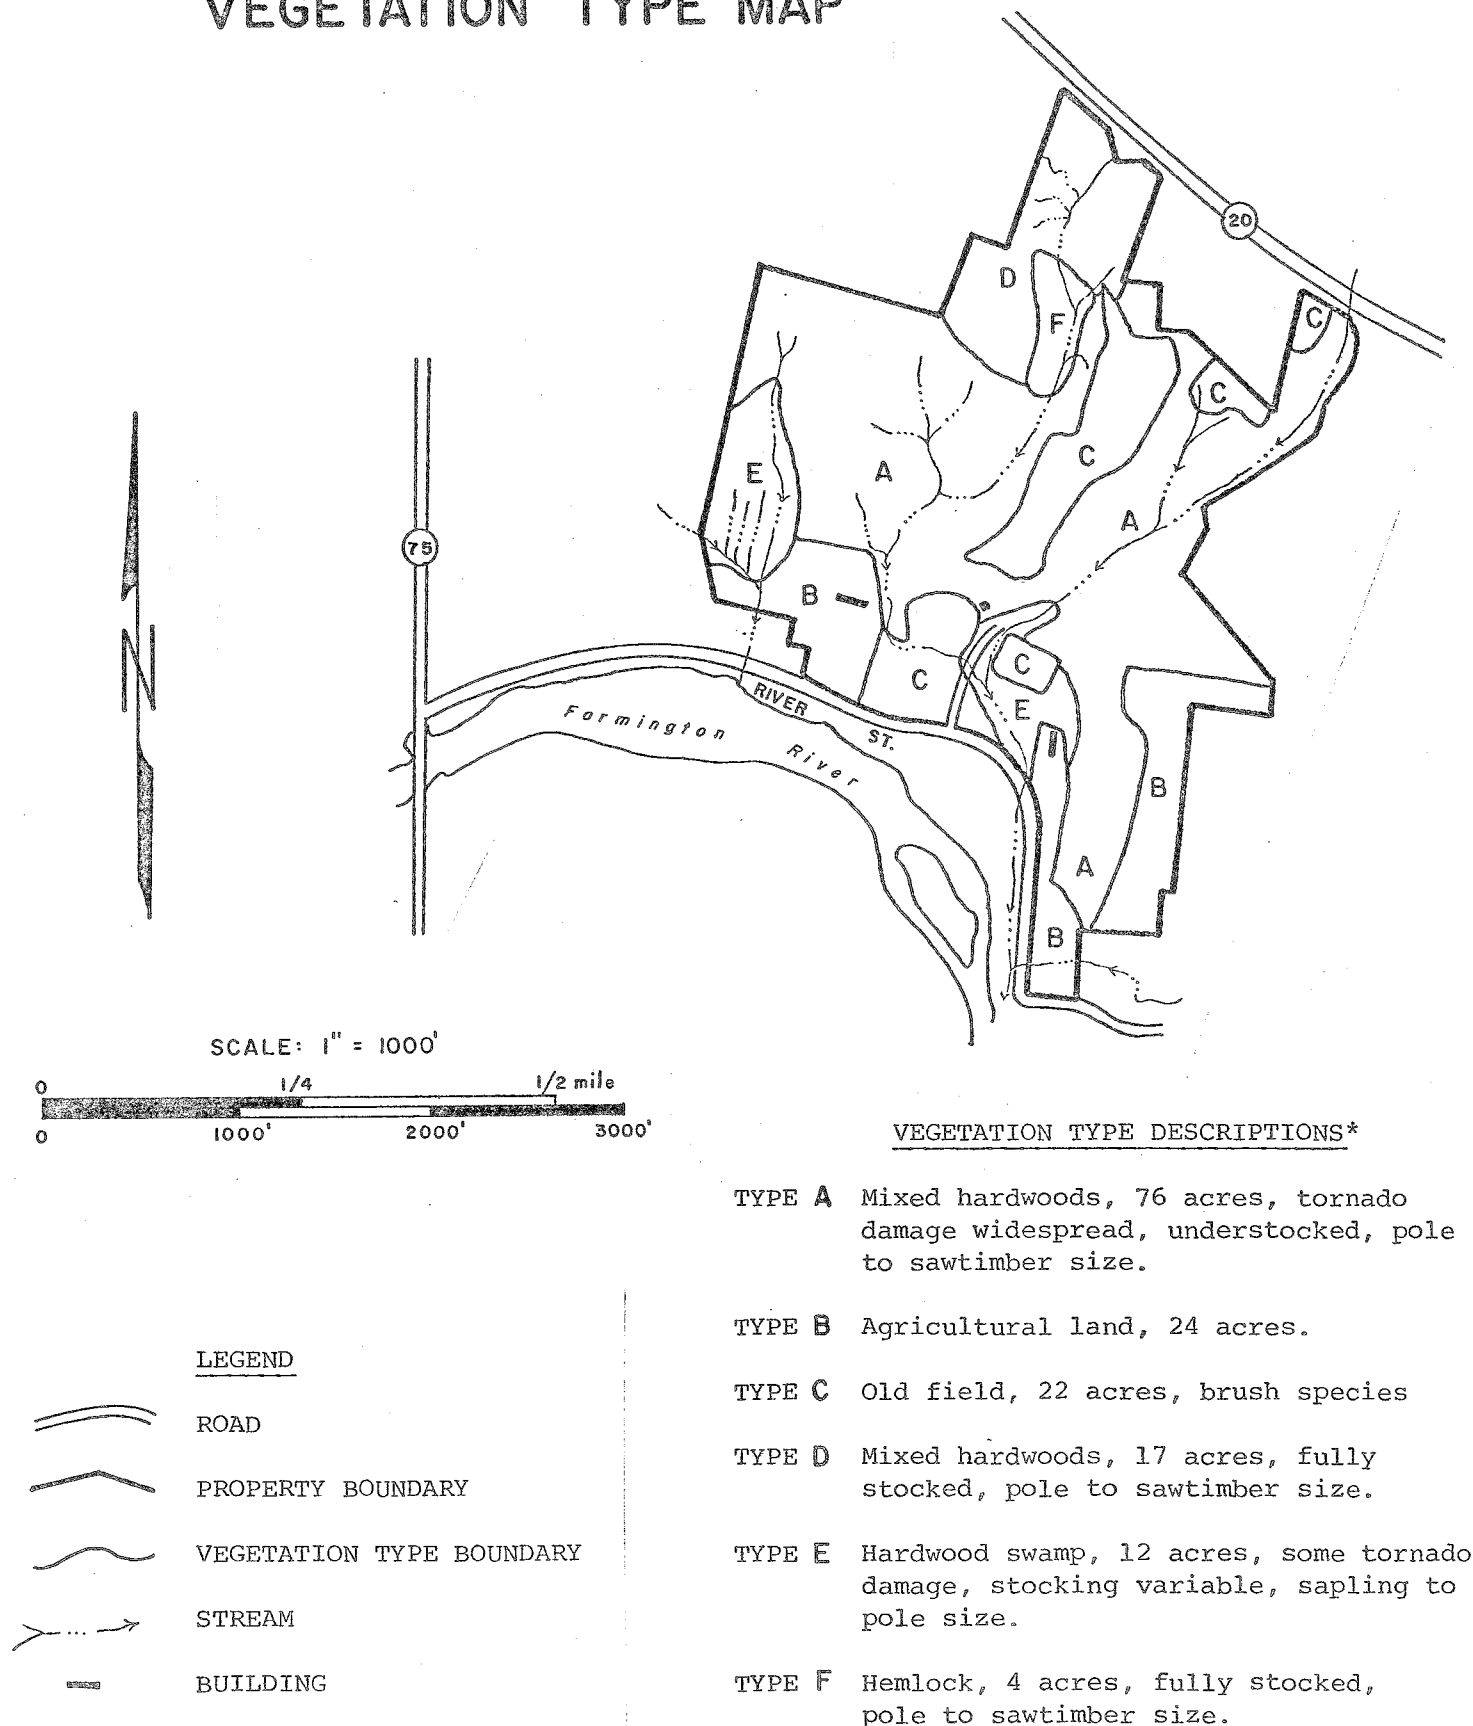 VEGETATION TYPE MAP
20
D
C
F
C
E
A
C
A
75
N
B
C
C
E
RIVER
ST.
Formington
River
B
A
B
SCALE: 1" = 1000'
0 1/4 1/2 mile
0 1000' 2000' 3000'
VEGETATION TYPE DESCRIPTIONS*
TYPE A Mixed hardwoods, 76 acres, tornado
damage widespread, understocked, pole
to sawtimber size.
TYPE B Agricultural land, 24 acres.
TYPE C Old field, 22 acres, brush species
TYPE D Mixed hardwoods, 17 acres, fully
stocked, pole to sawtimber size.
TYPE E Hardwood swamp, 12 acres, some tornado
damage, stocking variable, sapling to
pole size.
TYPE F Hemlock, 4 acres, fully stocked,
pole to sawtimber size.
LEGEND
ROAD
PROPERTY BOUNDARY
VEGETATION TYPE BOUNDARY
STREAM
BUILDING